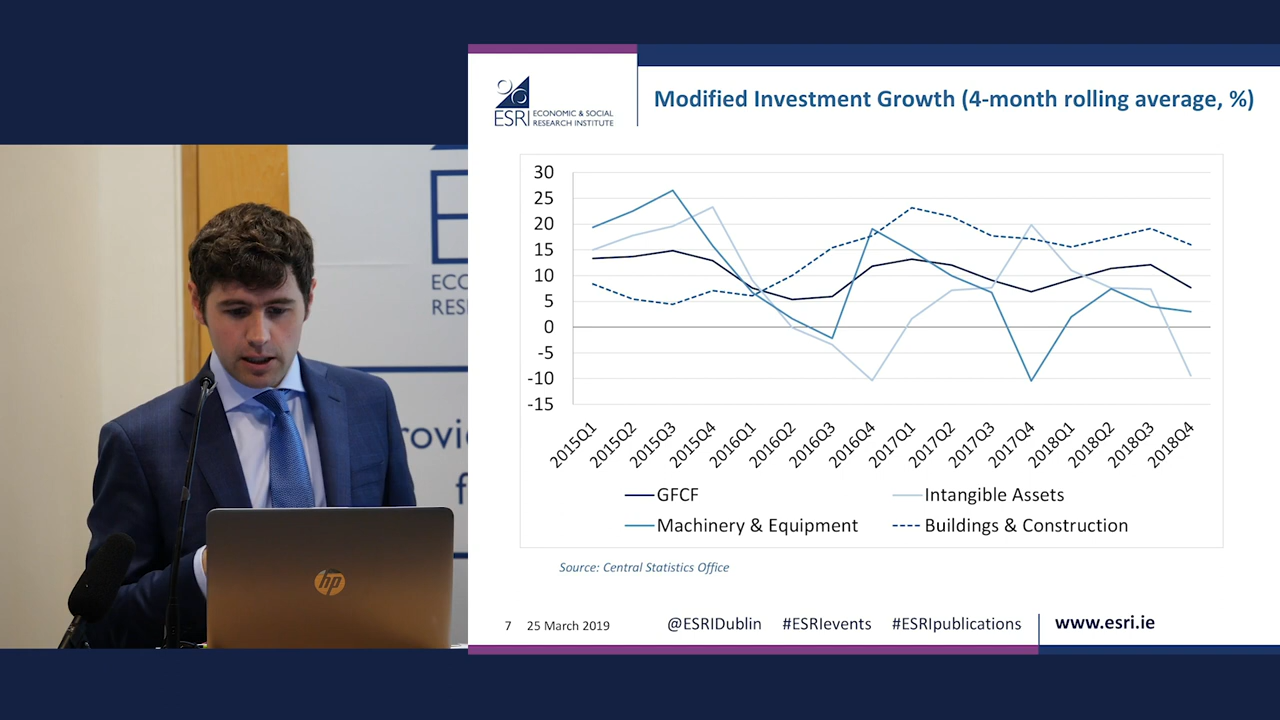 ECONOMIC & SOCIAL
ESRI RESEARCH INSTITUTE
Modified Investment Growth (4-month rolling average, %)
30
25
20
15
10
5
0
-5
-10
-15
2015Q1 2015Q2 2015Q3 2015Q4 2016Q1 2016Q2 2016Q3 2016Q4 2017Q1 2017Q2 2017Q3 2017Q4 2018Q1 2018Q2 2018Q3 2018Q4
GFCF Intangible Assets
Machinery & Equipment Buildings & Construction
Source: Central Statistics Office
7 25 March 2019 @ESRIDublin #ESRIevents #ESRIpublications www.esri.ie
hp